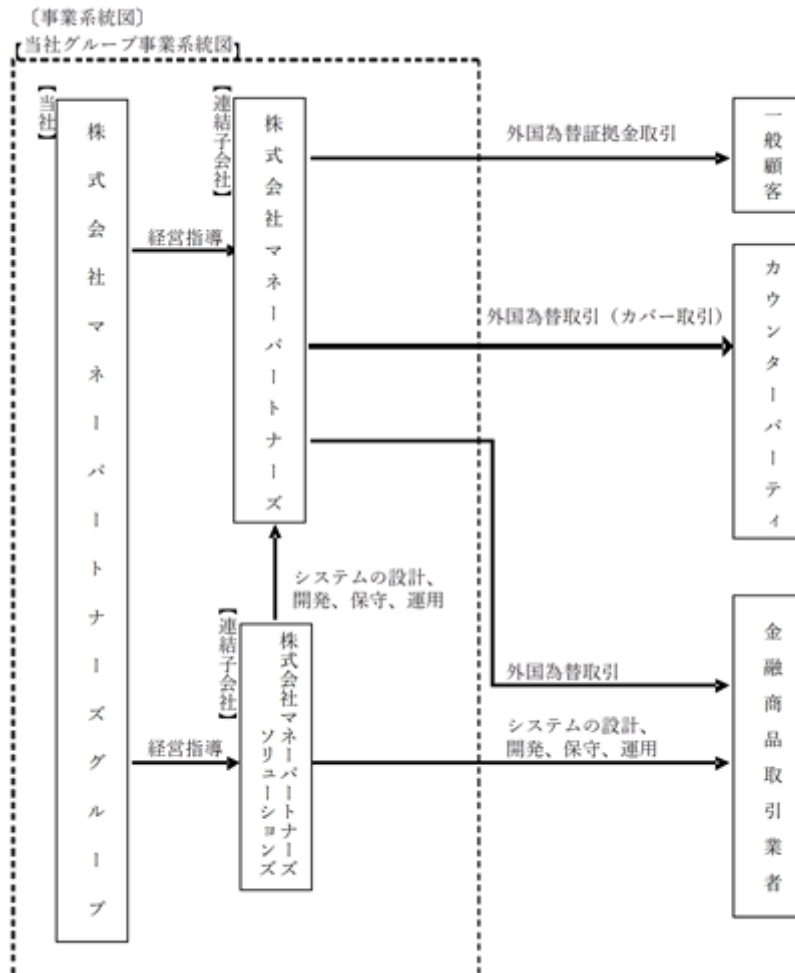 〔事業系統図〕
【当社グループ事業系統図】
【当社】
株式会社マネーパートナーズグループ
経営指導
経営指導
【連結子会社】
株式会社マネーパートナーズ
システムの設計、
開発、保守、運用
【連結子会社】
株式会社マネーパートナーズ
ソリューションズ
外国為替証拠金取引
一般顧客
外国為替取引（カバー取引）
カウンターパーティ
外国為替取引
システムの設計、
開発、保守、運用
金融商品取引業者